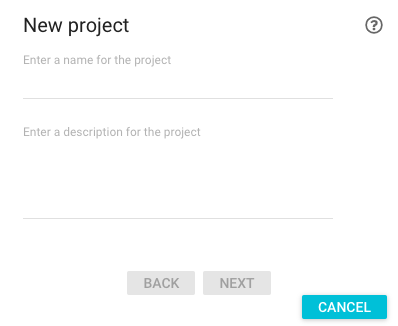 New project
Enter a name for the project
Enter a description for the project
BACK NEXT
CANCEL